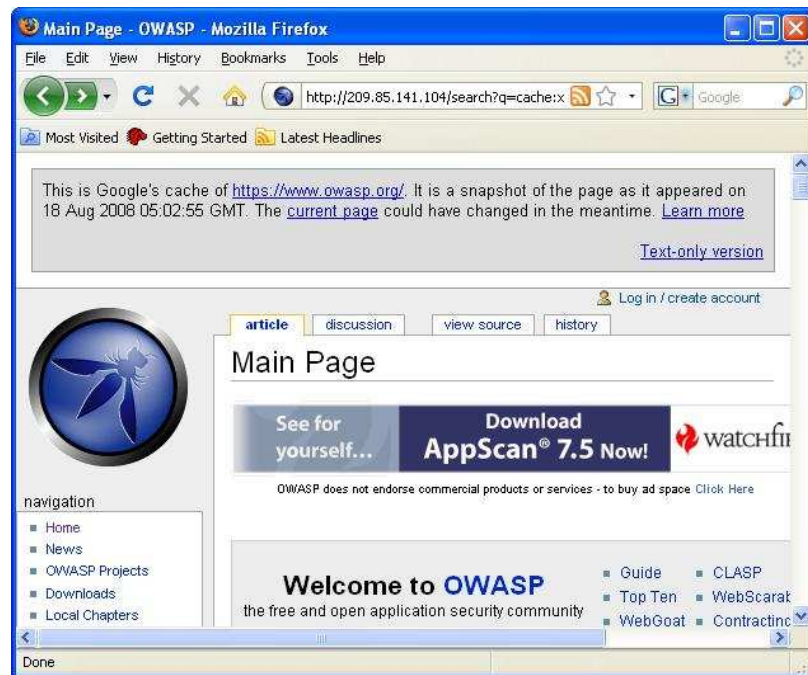 Main Page - OWASP - Mozilla Firefox
File Edit View History Bookmarks Tools Help
http://209.85.141.104/search?q=cache:x
G Google
Most Visited Getting Started Latest Headlines
This is Google's cache of https://www.owasp.org/. It is a snapshot of the page as it appeared on
18 Aug 2008 05:02:55 GMT. The current page could have changed in the meantime. Learn more
Text-only version
Log in / create account
article discussion view source history
Main Page
See for
yourself...
Download
AppScan® 7.5 Now!
watchfi
OWASP does not endorse commercial products or services - to buy ad space Click Here
navigation
Home
News
OWASP Projects
Downloads
Local Chapters
Welcome to OWASP
the free and open application security community
Guide
Top Ten
WebGoat
CLASP
WebScarab
Contracting
Done